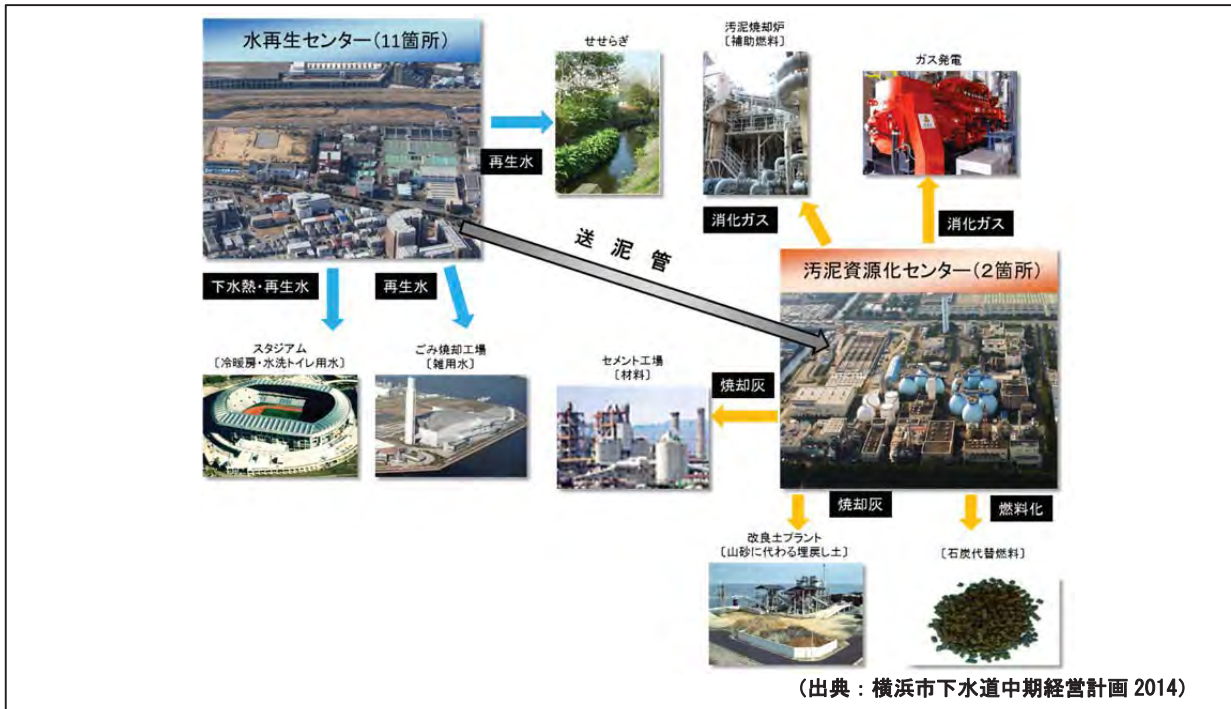 水再生センター(11箇所)
せせらぎ
汚泥焼却炉
〔補助燃料〕
ガス発電
再生水
消化ガス
消化ガス
送泥管
汚泥資源化センター(2箇所)
下水熱・再生水
再生水
スタジアム
〔冷暖房・水洗トイレ用水〕
ごみ焼却工場
〔雑用水〕
セメント工場
〔材料〕
焼却灰
焼却灰
燃料化
改良土プラント
〔山砂に代わる埋戻し土〕
〔石炭代替燃料〕
(出典:横浜市下水道中期経営計画 2014)